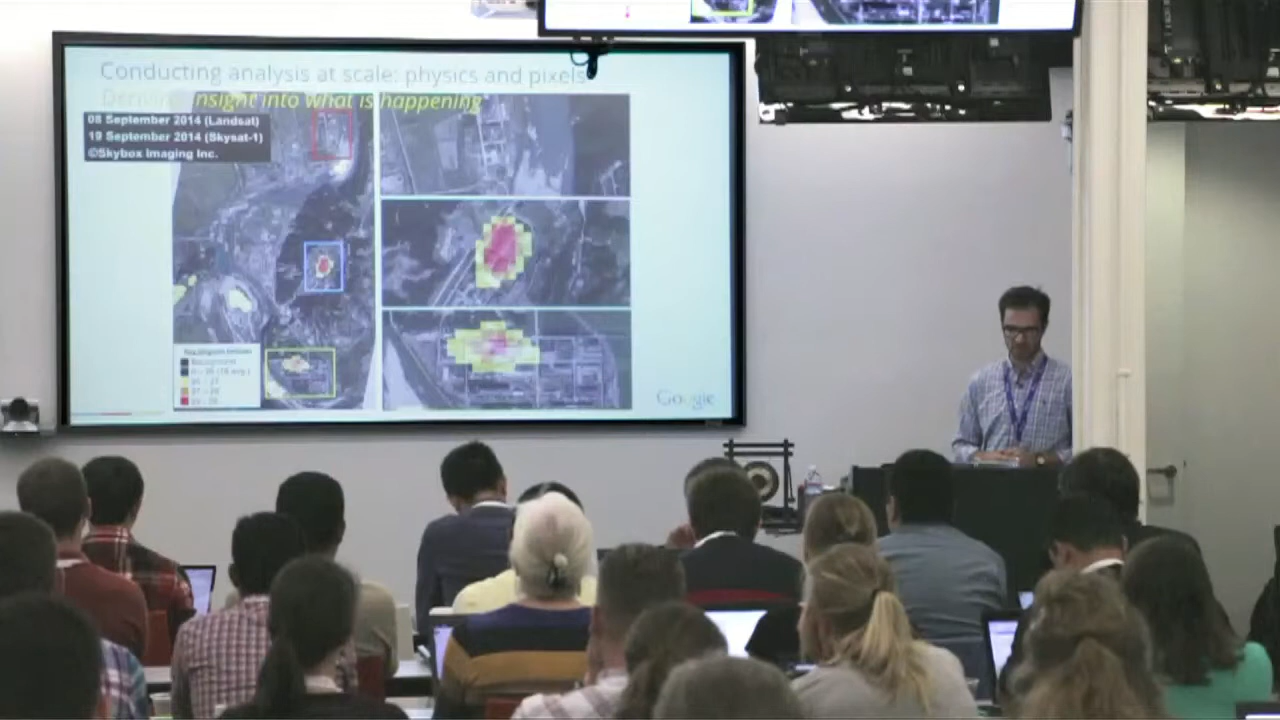 Conducting analysis at scale: physics and pixels
insight into what is happening
08 September 2014 (Landsat)
19 September 2014 (Skysat-1)
©Skybox Imaging Inc.
Google